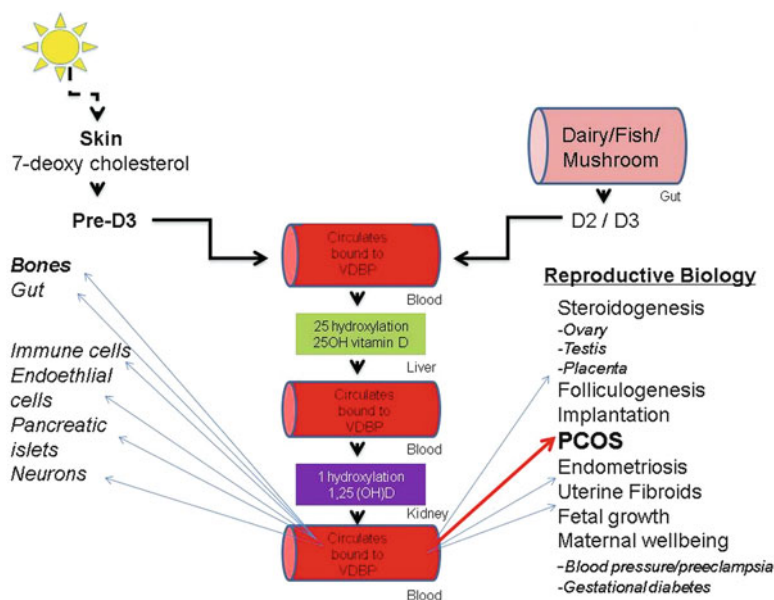 Skin
7-deoxy cholesterol
Pre-D3
Dairy/Fish/
Mushroom
Gut
D2 / D3
Circulates
bound to
VDBP
Blood
25 hydroxylation
25OH vitamin D
Liver
Circulates
bound to
VDBP
Blood
1 hydroxylation
1,25 (OH)D
Kidney
Circulates
bound to
VDBP
Blood
Bones
Gut
Immune cells
Endoethlial
cells
Pancreatic
islets
Neurons
Reproductive Biology
Steroidogenesis
-Ovary
-Testis
-Placenta
Folliculogenesis
Implantation
PCOS
Endometriosis
Uterine Fibroids
Fetal growth
Maternal wellbeing
–Blood pressure/preeclampsia
-Gestational diabetes